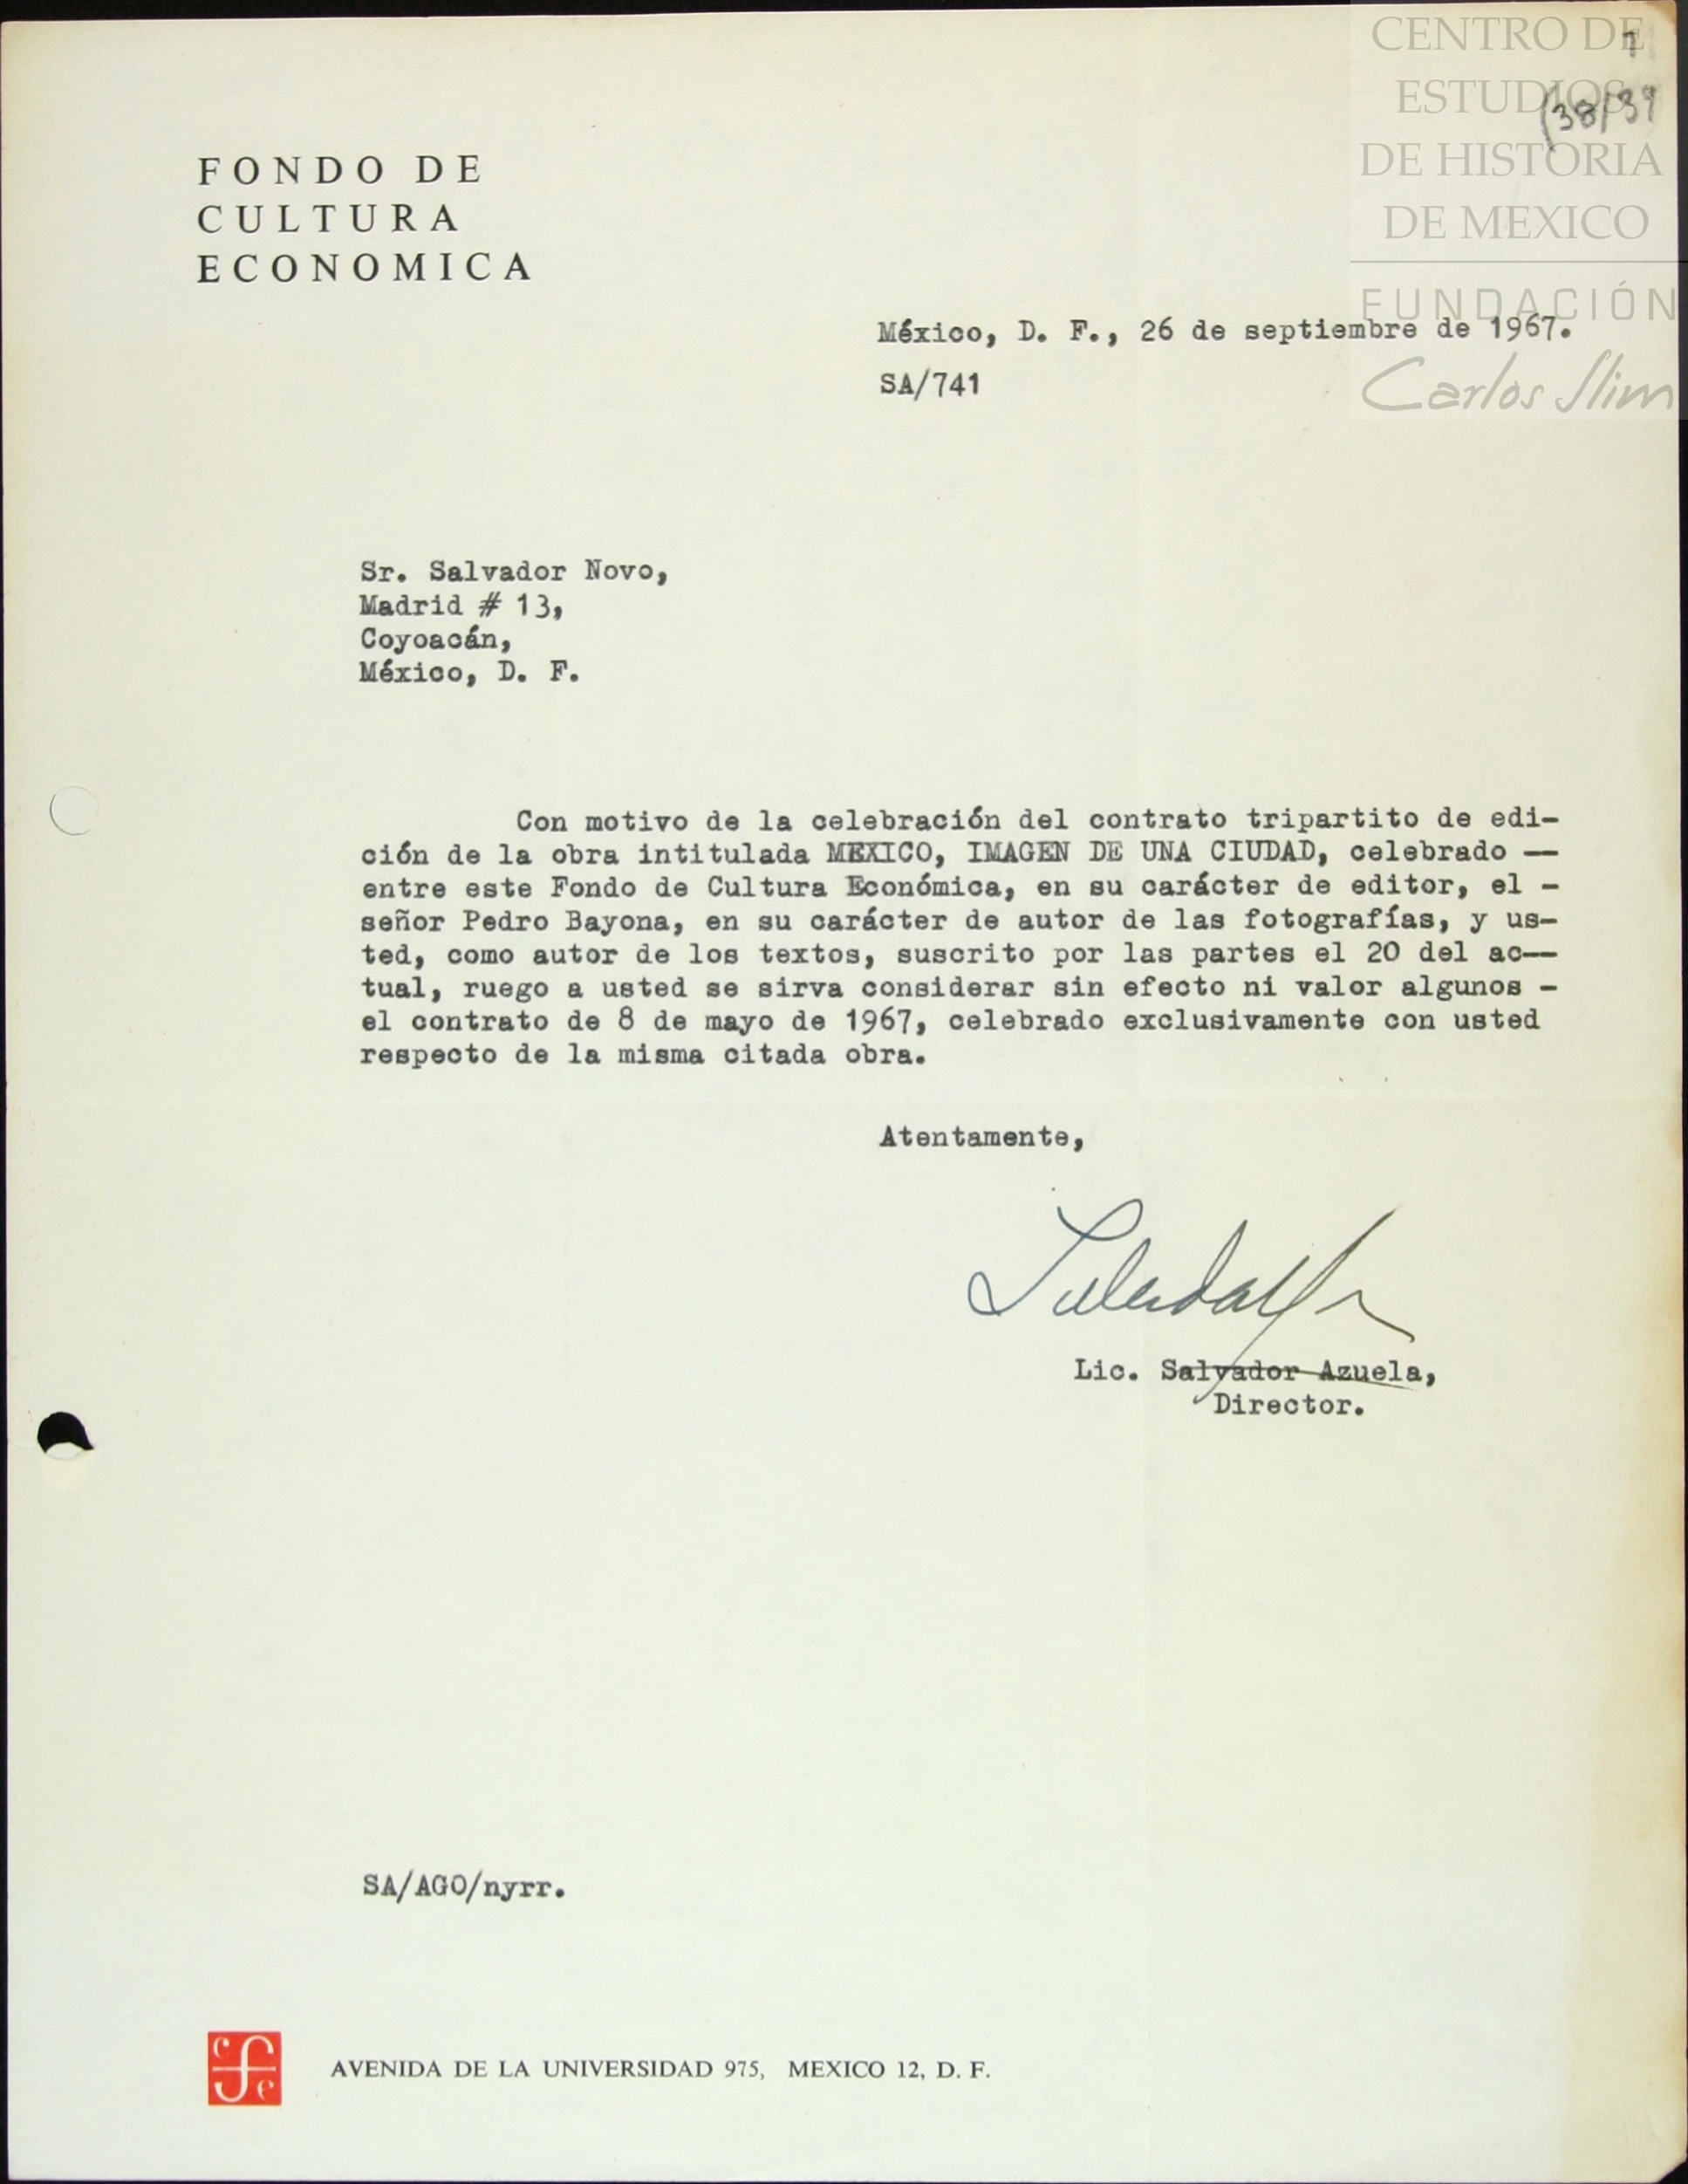 CENTRO DE
ESTUDIOS
DE HISTORIA
DE MEXICO
FUNDACIÓN
Carlos Slim
(38/39
FONDO DE
CULTURA
ECONOMICA
México, D. F., 26 de septiembre de 1967.
SA/741
Sr. Salvador Novo,
Madrid # 13,
Coyoacán,
México, D. F.
Con motivo de la celebración del contrato tripartito de edi-
ción de la obra intitulada MEXICO, IMAGEN DE UNA CIUDAD, celebrado --
entre este Fondo de Cultura Económica, en su carácter de editor, el -
señor Pedro Bayona, en su carácter de autor de las fotografías, y us-
ted, como autor de los textos, suscrito por las partes el 20 del ac--
tual, ruego a usted se sirva considerar sin efecto ni valor algunos -
el contrato de 8 de mayo de 1967, celebrado exclusivamente con usted
respecto de la misma citada obra.
Atentamente,
Lic. Salvador Azuela,
Director.
SA/AGO/nyrr.
AVENIDA DE LA UNIVERSIDAD 975, MEXICO 12, D. F.